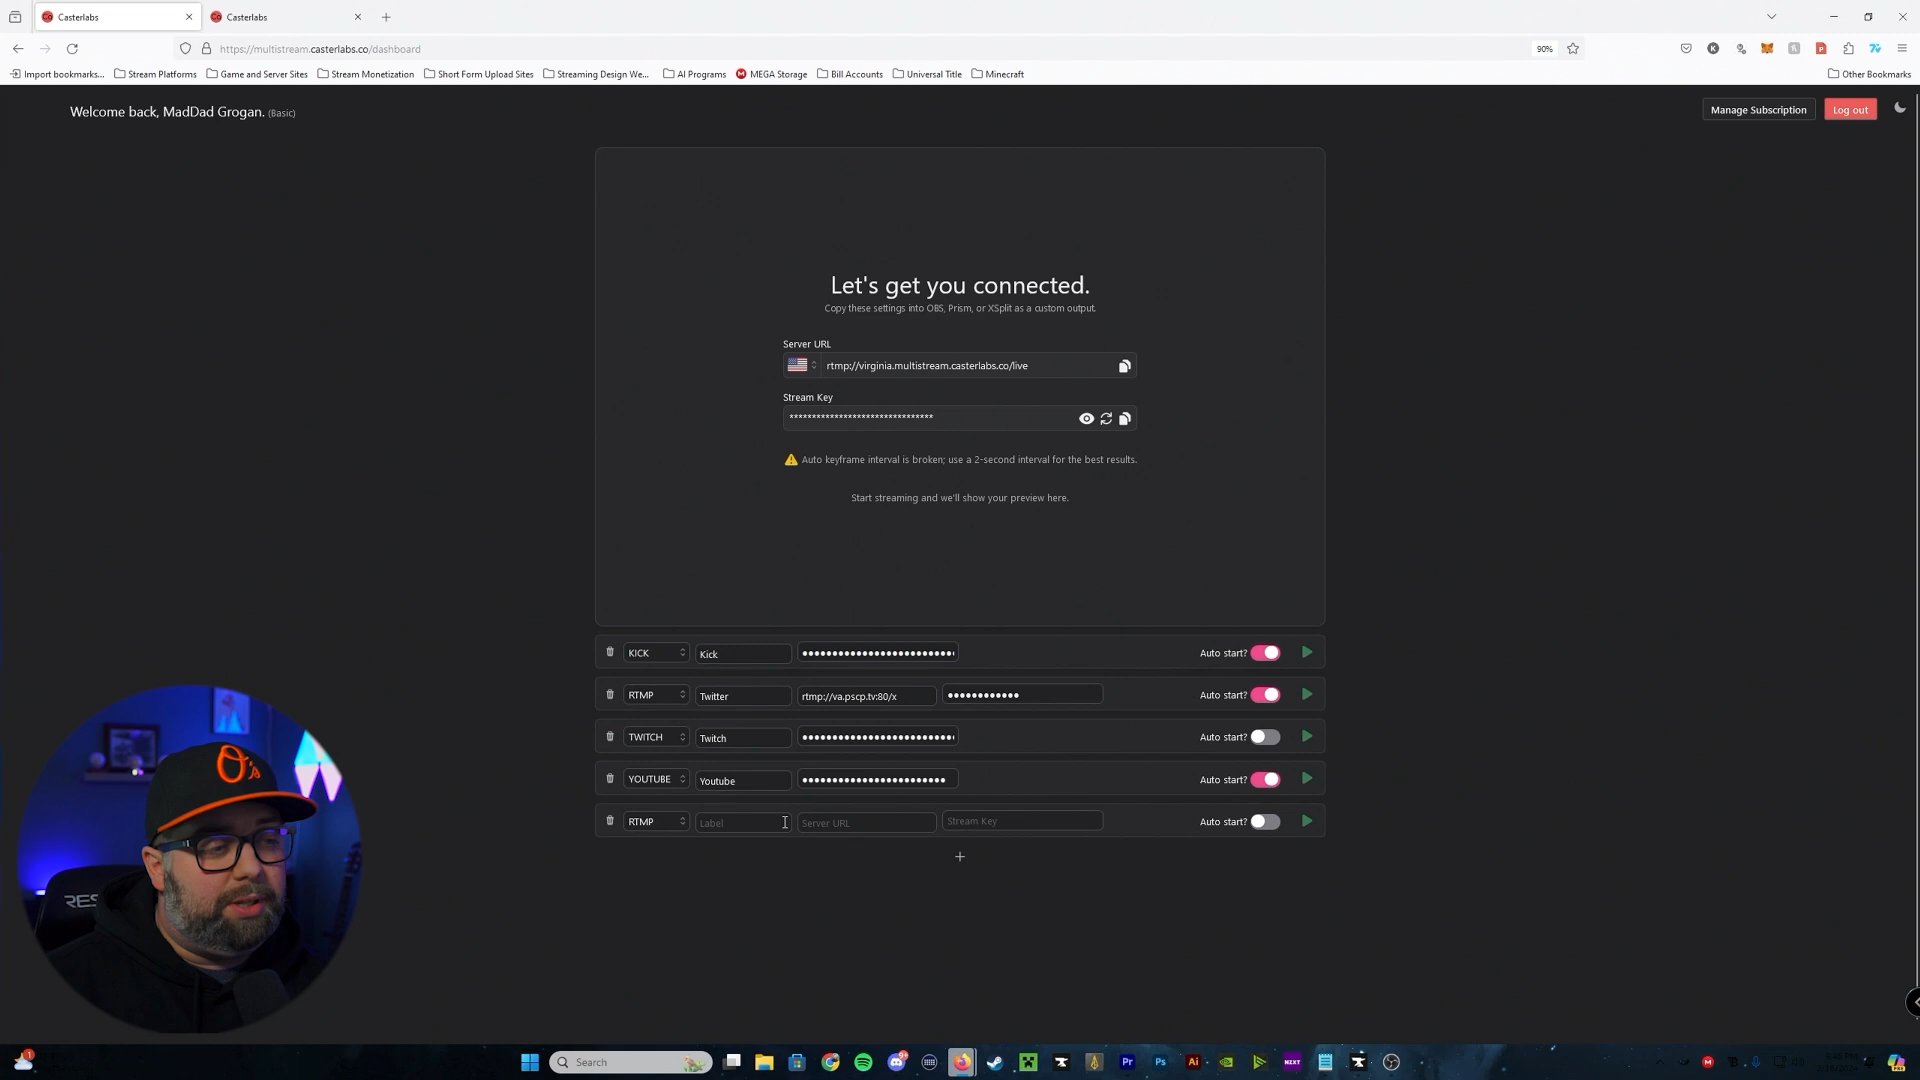 Casterlabs
Casterlabs
https://multistream.casterlabs.co/dashboard
90%
Import bookmarks...
Stream Platforms
Game and Server Sites
Stream Monetization
Short Form Upload Sites
Streaming Design We...
AI Programs
MEGA Storage
Bill Accounts
Universal Title
Minecraft
Other Bookmarks
Welcome back, MadDad Grogan. (Basic)
Manage Subscription
Log out
Let's get you connected.
Copy these settings into OBS, Prism, or XSplit as a custom output.
Server URL
rtmp://virginia.multistream.casterlabs.co/live
Stream Key
********************************
Auto keyframe interval is broken; use a 2-second interval for the best results.
Start streaming and we'll show your preview here.
KICK Kick Auto start?
RTMP Twitter rtmp://va.pscp.tv:80/x Auto start?
TWITCH Twitch Auto start?
YOUTUBE Youtube Auto start?
RTMP Label Server URL Stream Key Auto start?
+
O's
RES
Search